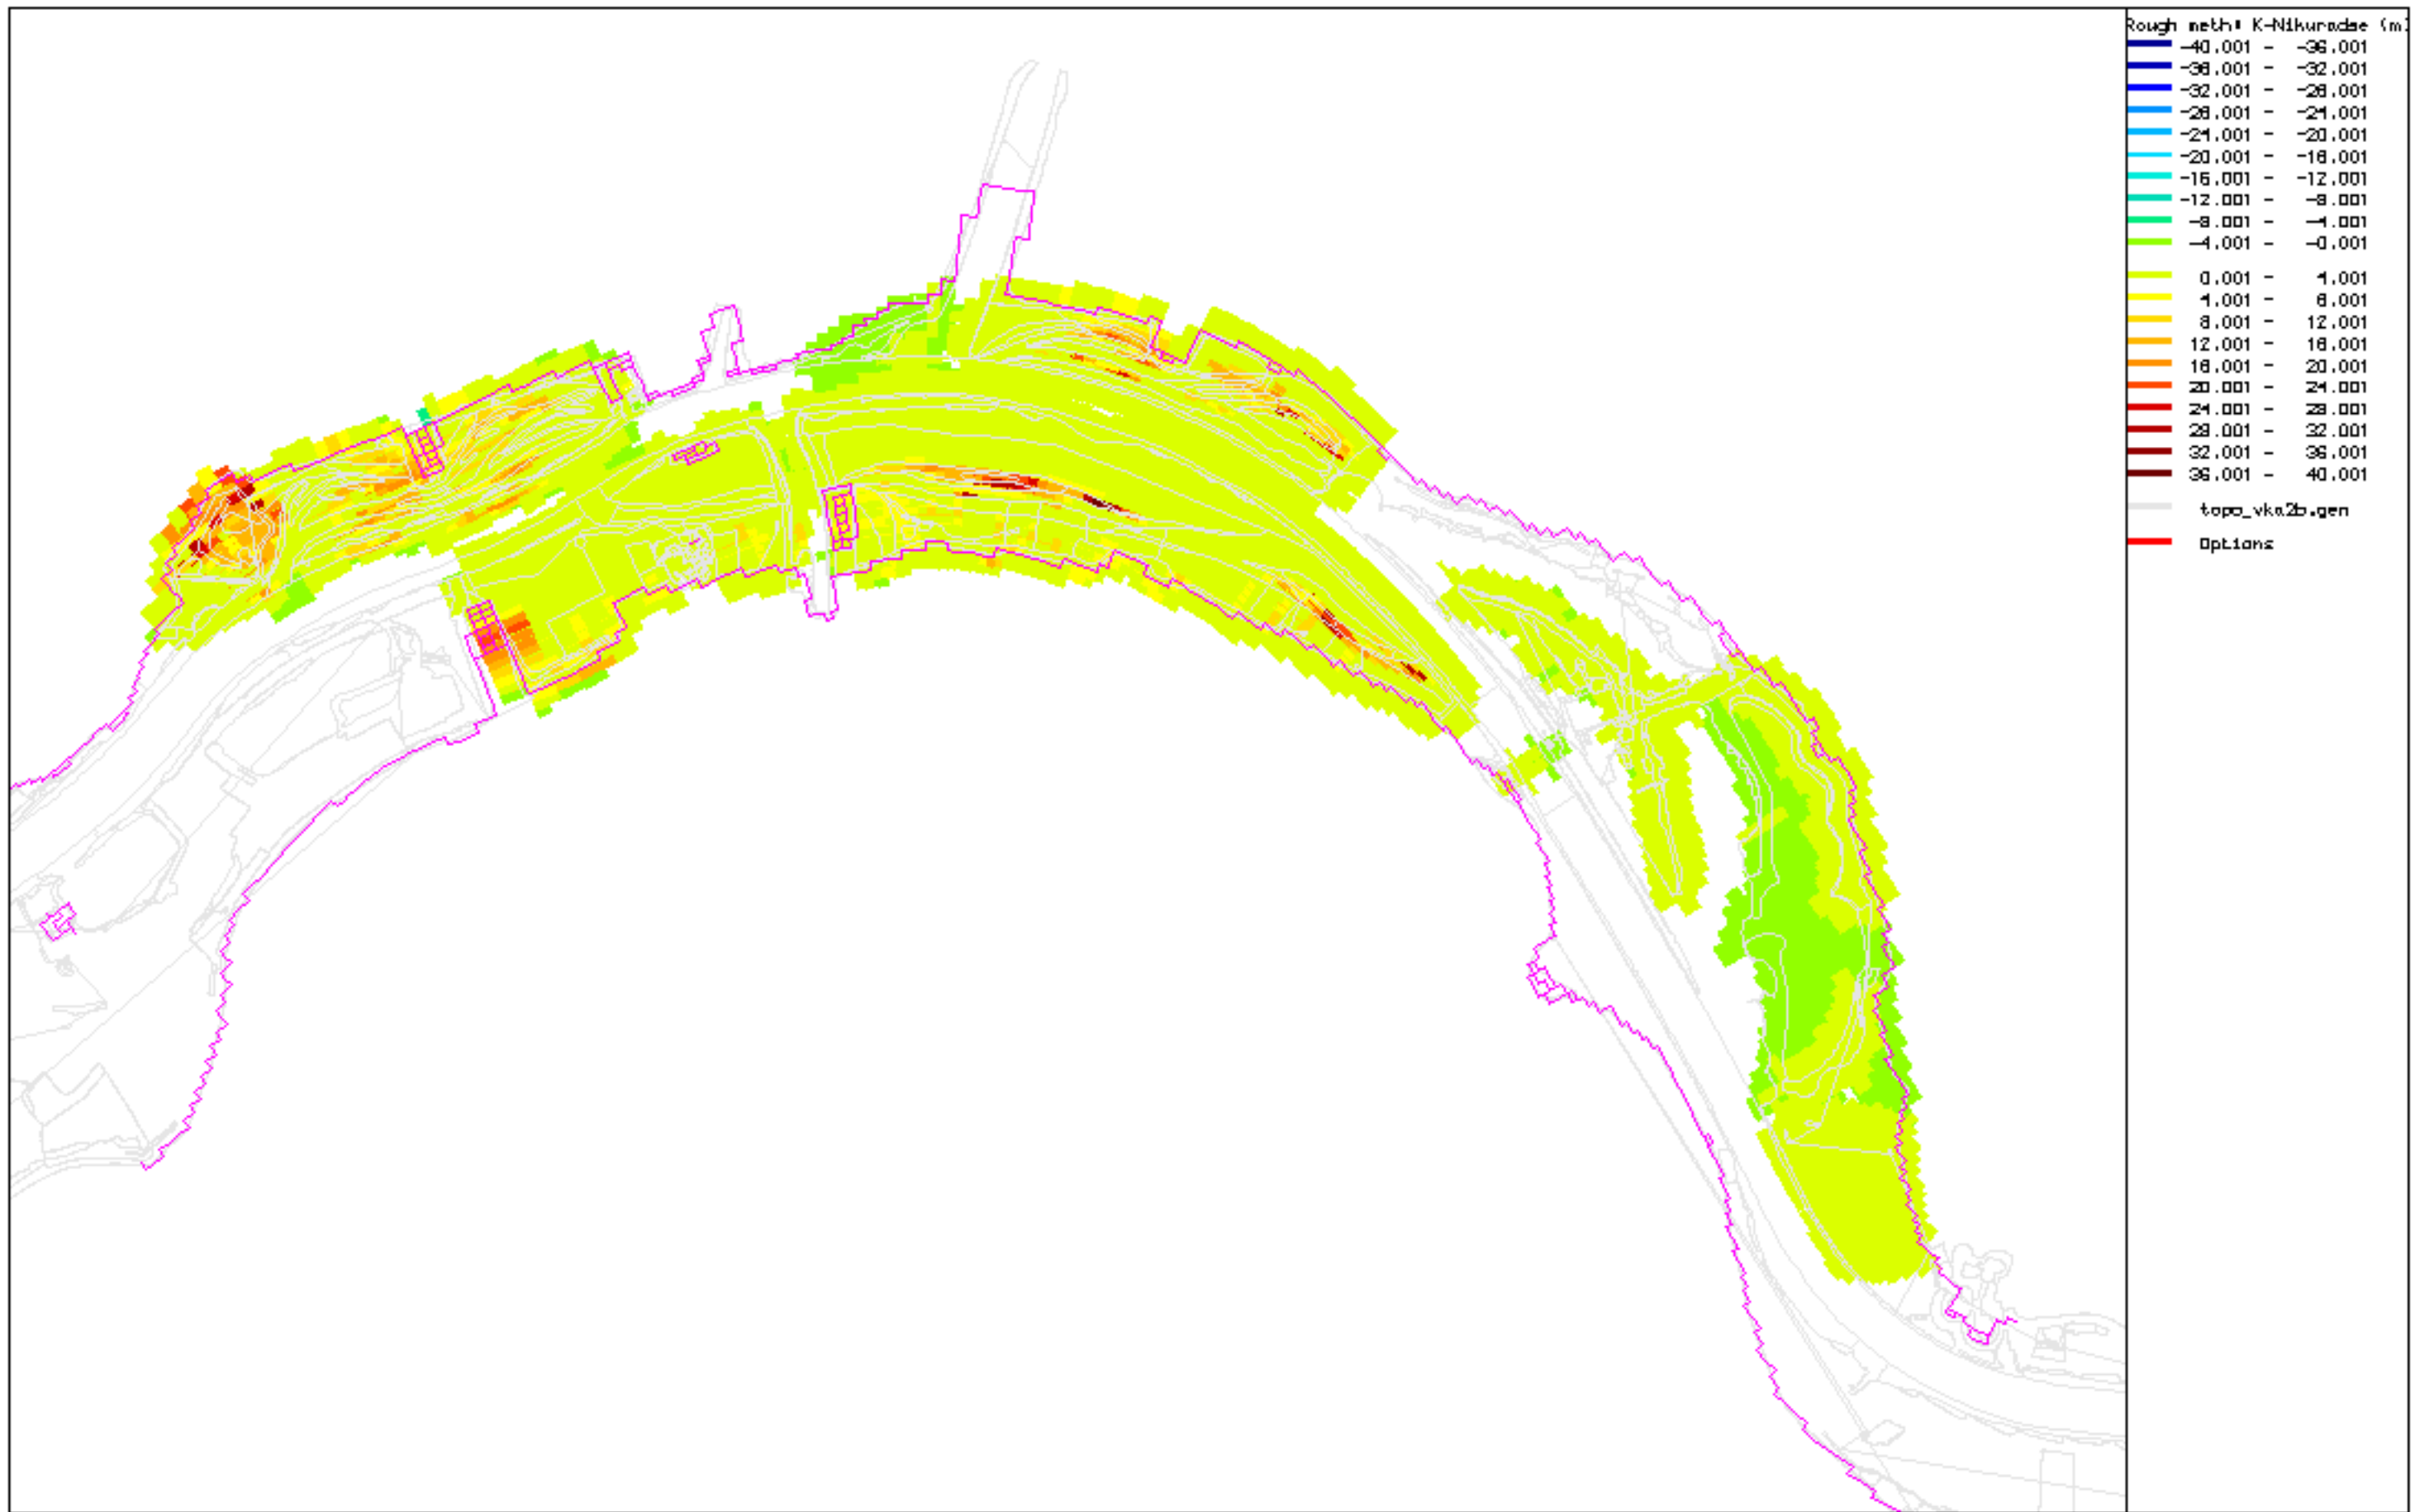 Rough meth: K-Nikuradse (m)
-40.001 - -36.001
-36.001 - -32.001
-32.001 - -28.001
-28.001 - -24.001
-24.001 - -20.001
-20.001 - -16.001
-16.001 - -12.001
-12.001 - -8.001
-8.001 - -4.001
-4.001 - -0.001
0.001 - 4.001
4.001 - 8.001
8.001 - 12.001
12.001 - 16.001
16.001 - 20.001
20.001 - 24.001
24.001 - 28.001
28.001 - 32.001
32.001 - 36.001
36.001 - 40.001
topo_vka2b.gen
Options